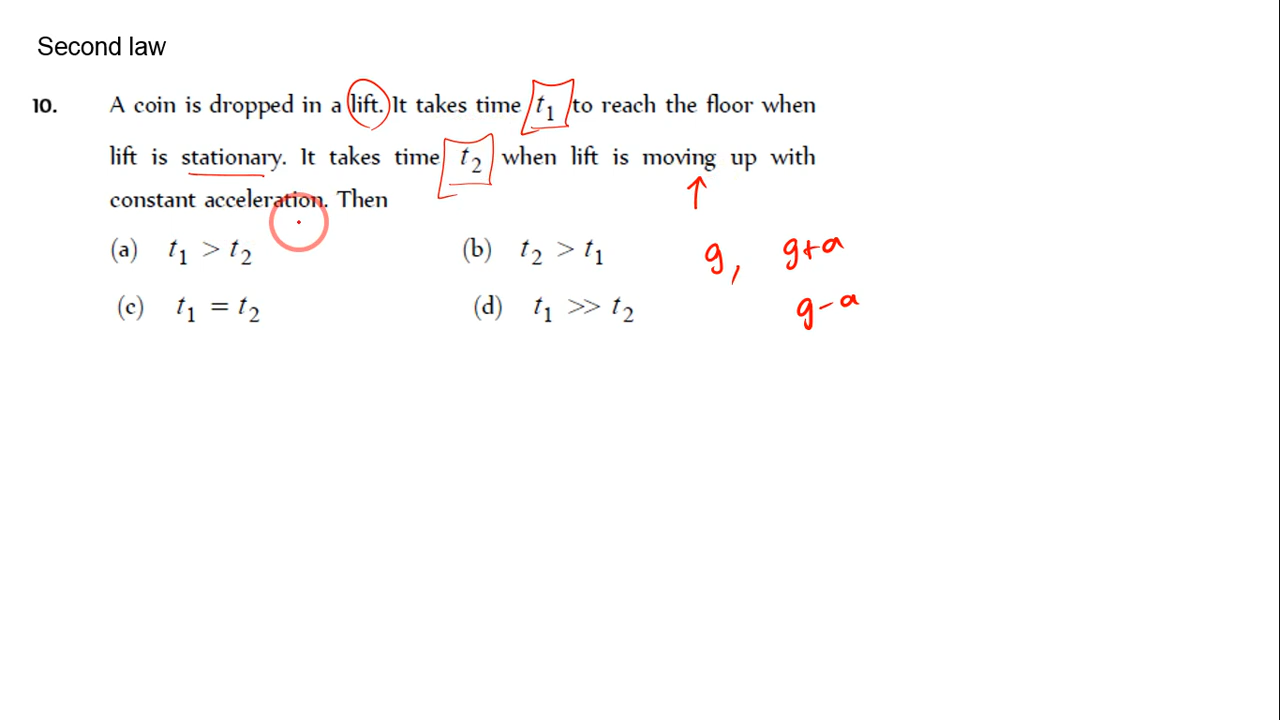 Second law
10. A coin is dropped in a lift. It takes time t₁ to reach the floor when
lift is stationary. It takes time t₂ when lift is moving up with
constant acceleration. Then
(a) t₁ > t₂ (b) t₂ > t₁
(c) t₁ = t₂ (d) t₁ >> t₂
g, g+a
g-a